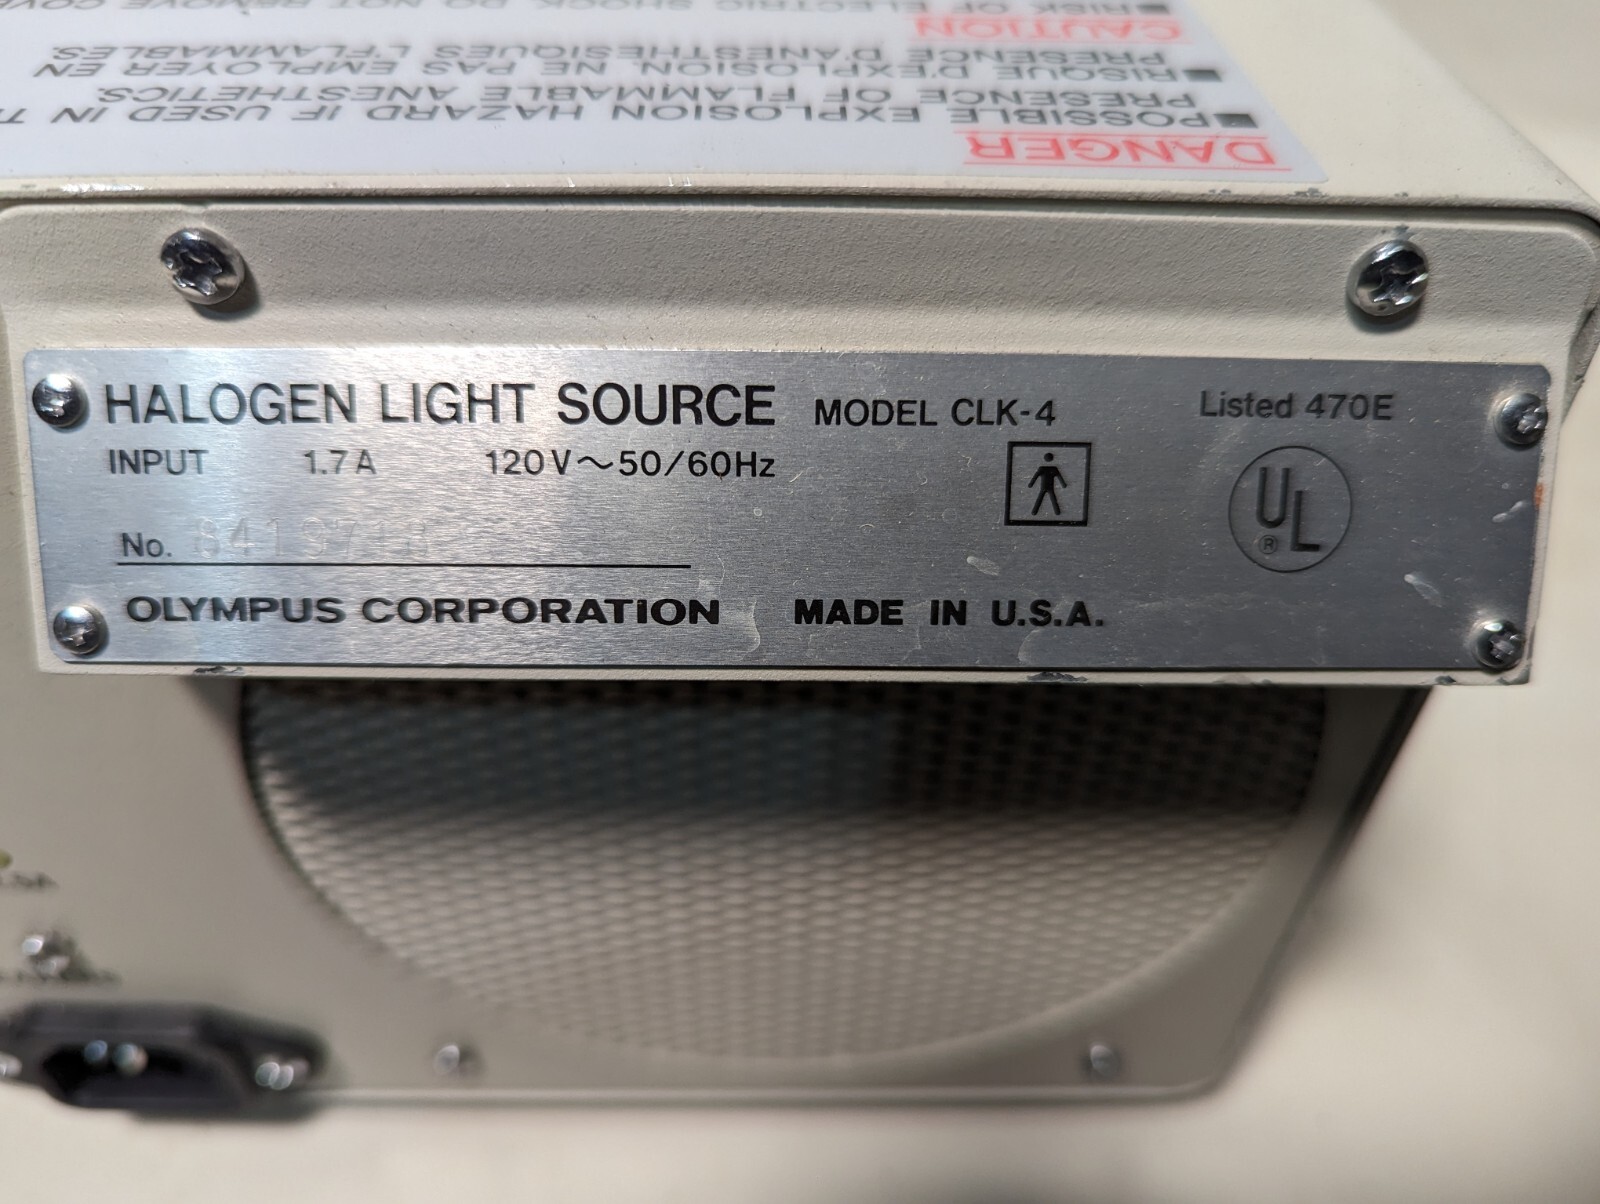 DANGER
■POSSIBLE EXPLOSION HAZARD IF USED IN
PRESENCE OF FLAMMABLE ANESTHETICS.
■RISQUE D'EXPLOSION. NE PAS EMPLOYER EN
PRESENCE D'ANESTHESIQUES L'FLAMMABLES.
CAUTION
■RISK OF ELECTRIC SHOCK DO NOT REMOVE
HALOGEN LIGHT SOURCE MODEL CLK-4 Listed 470E
INPUT 1.7A 120V~50/60Hz
UL
®
No.
OLYMPUS CORPORATION MADE IN U.S.A.